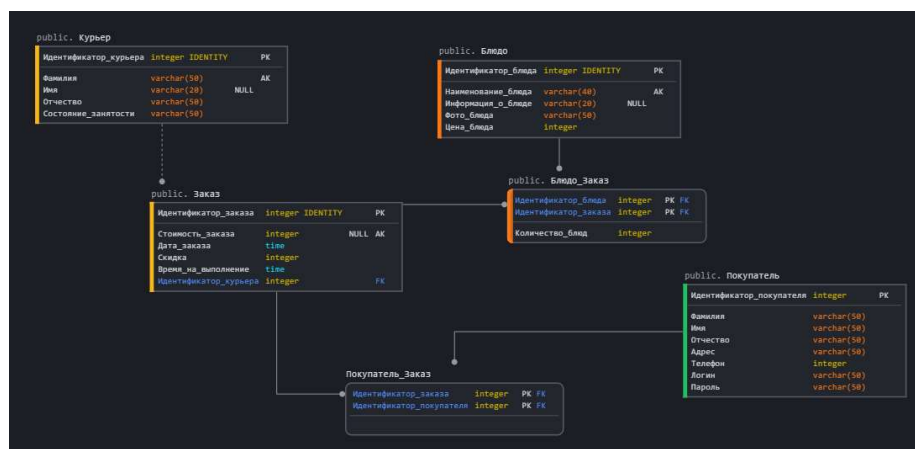 public. Курьер
Идентификатор_курьера integer IDENTITY PK
Фамилия varchar(50) AK
Имя varchar(20) NULL
Отчество varchar(50)
Состояние_занятости varchar(50)
public. Блюдо
Идентификатор_блюда integer IDENTITY PK
Наименование_блюда varchar(40) AK
Информация_о_блюде varchar(20) NULL
Фото_блюда varchar(50)
Цена_блюда integer
public. Заказ
Идентификатор_заказа integer IDENTITY PK
Стоимость_заказа integer NULL AK
Дата_заказа time
Скидка integer
Время_на_выполнение time
Идентификатор_курьера integer FK
public. Блюдо_Заказ
Идентификатор_блюда integer PK FK
Идентификатор_заказа integer PK FK
Количество_блюд integer
public. Покупатель
Идентификатор_покупателя integer PK
Фамилия varchar(50)
Имя varchar(50)
Отчество varchar(50)
Адрес varchar(50)
Телефон integer
Логин varchar(50)
Пароль varchar(50)
Покупатель_Заказ
Идентификатор_заказа integer PK FK
Идентификатор_покупателя integer PK FK